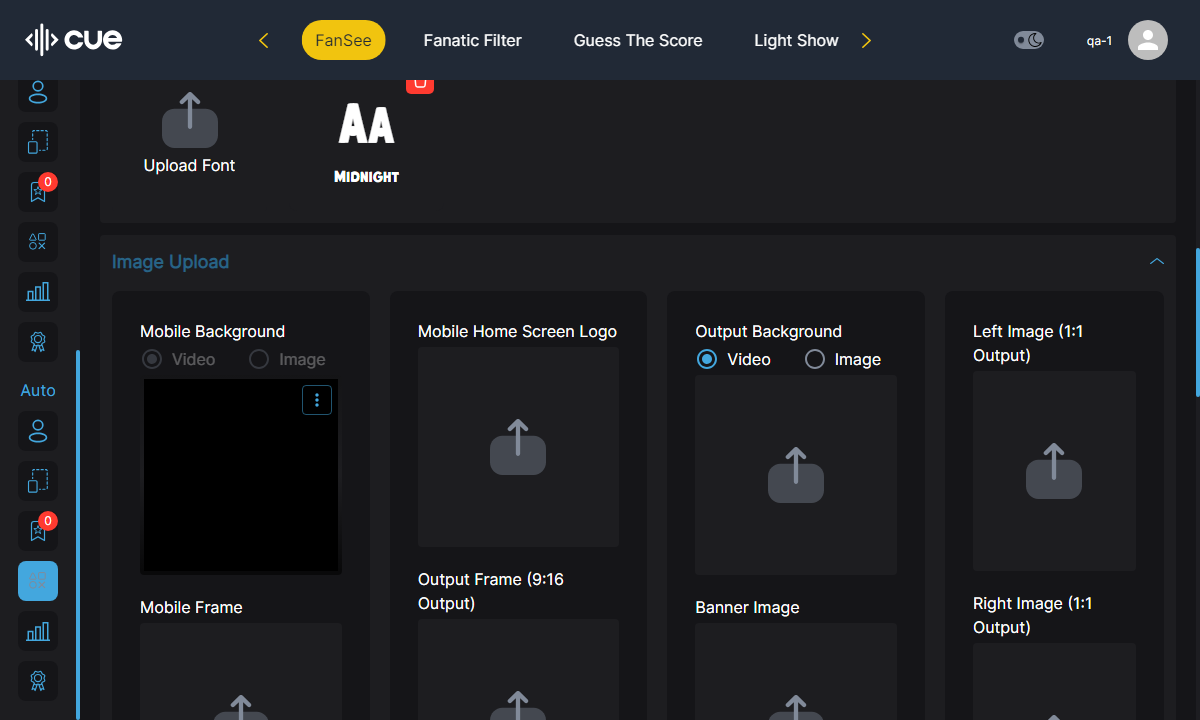 cue
FanSee
Fanatic Filter
Guess The Score
Light Show
qa-1
Upload Font
AA
MIDNIGHT
0
Image Upload
Mobile Background
Video
Image
Mobile Home Screen Logo
Output Background
Video
Image
Left Image (1:1
Output)
Auto
0
Mobile Frame
Output Frame (9:16
Output)
Banner Image
Right Image (1:1
Output)